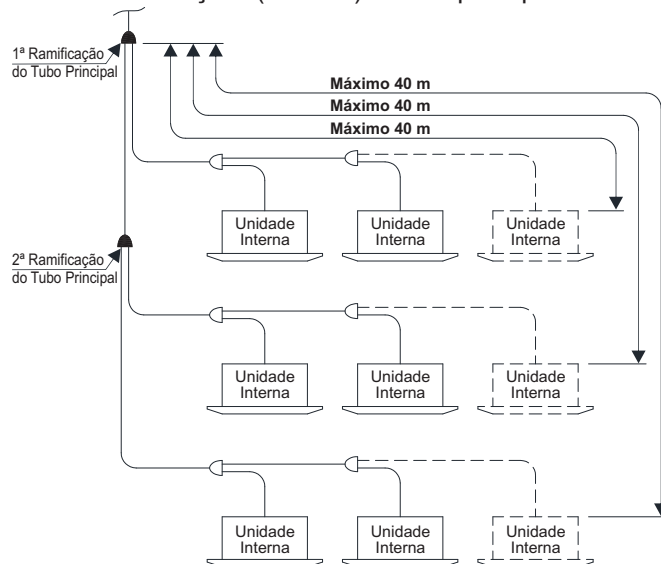 1ª Ramificação
do Tubo Principal
Máximo 40 m
Máximo 40 m
Máximo 40 m
Unidade
Interna
Unidade
Interna
Unidade
Interna
2ª Ramificação
do Tubo Principal
Unidade
Interna
Unidade
Interna
Unidade
Interna
Unidade
Interna
Unidade
Interna
Unidade
Interna